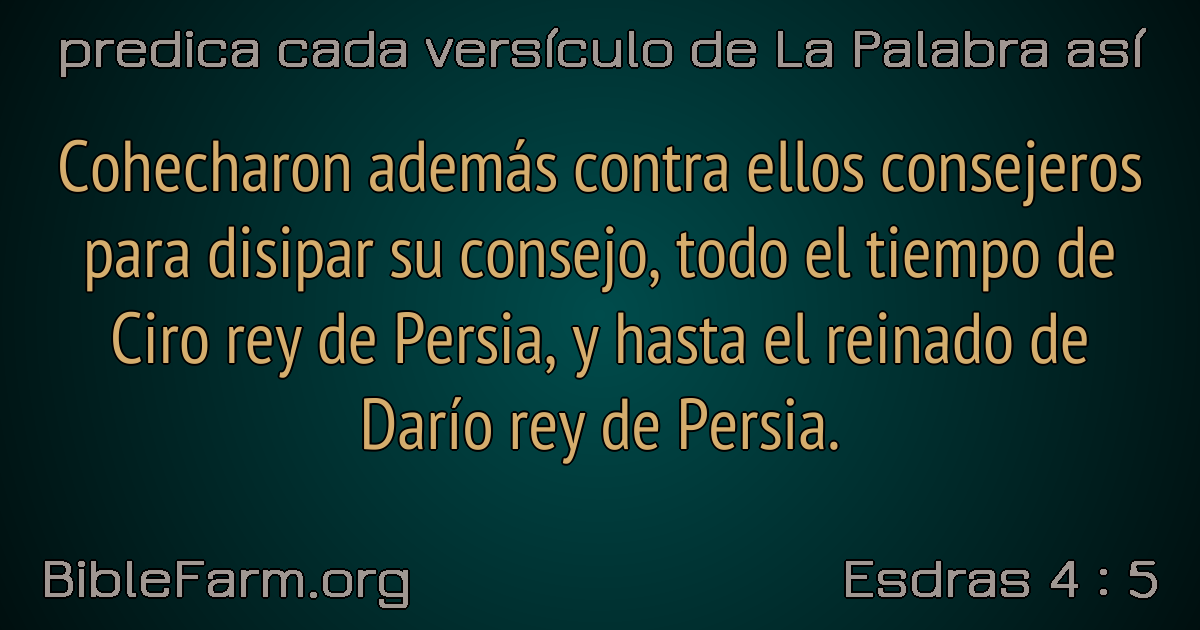 predica cada versículo de La Palabra así
Cohecharon además contra ellos consejeros
para disipar su consejo, todo el tiempo de
Ciro rey de Persia, y hasta el reinado de
Darío rey de Persia.
BibleFarm.org
Esdras 4 : 5